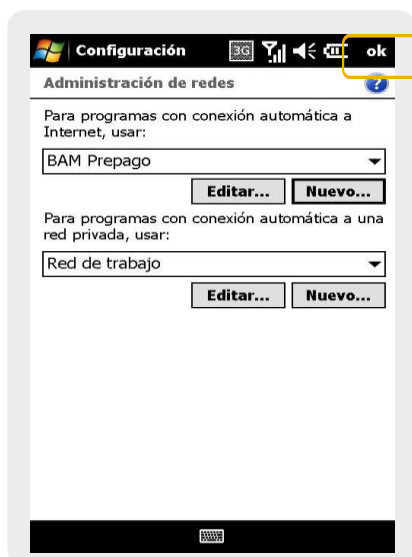 Configuración 3G ok
Administración de redes ?
Para programas con conexión automática a
Internet, usar:
BAM Prepago
Editar... Nuevo...
Para programas con conexión automática a una
red privada, usar:
Red de trabajo
Editar... Nuevo...